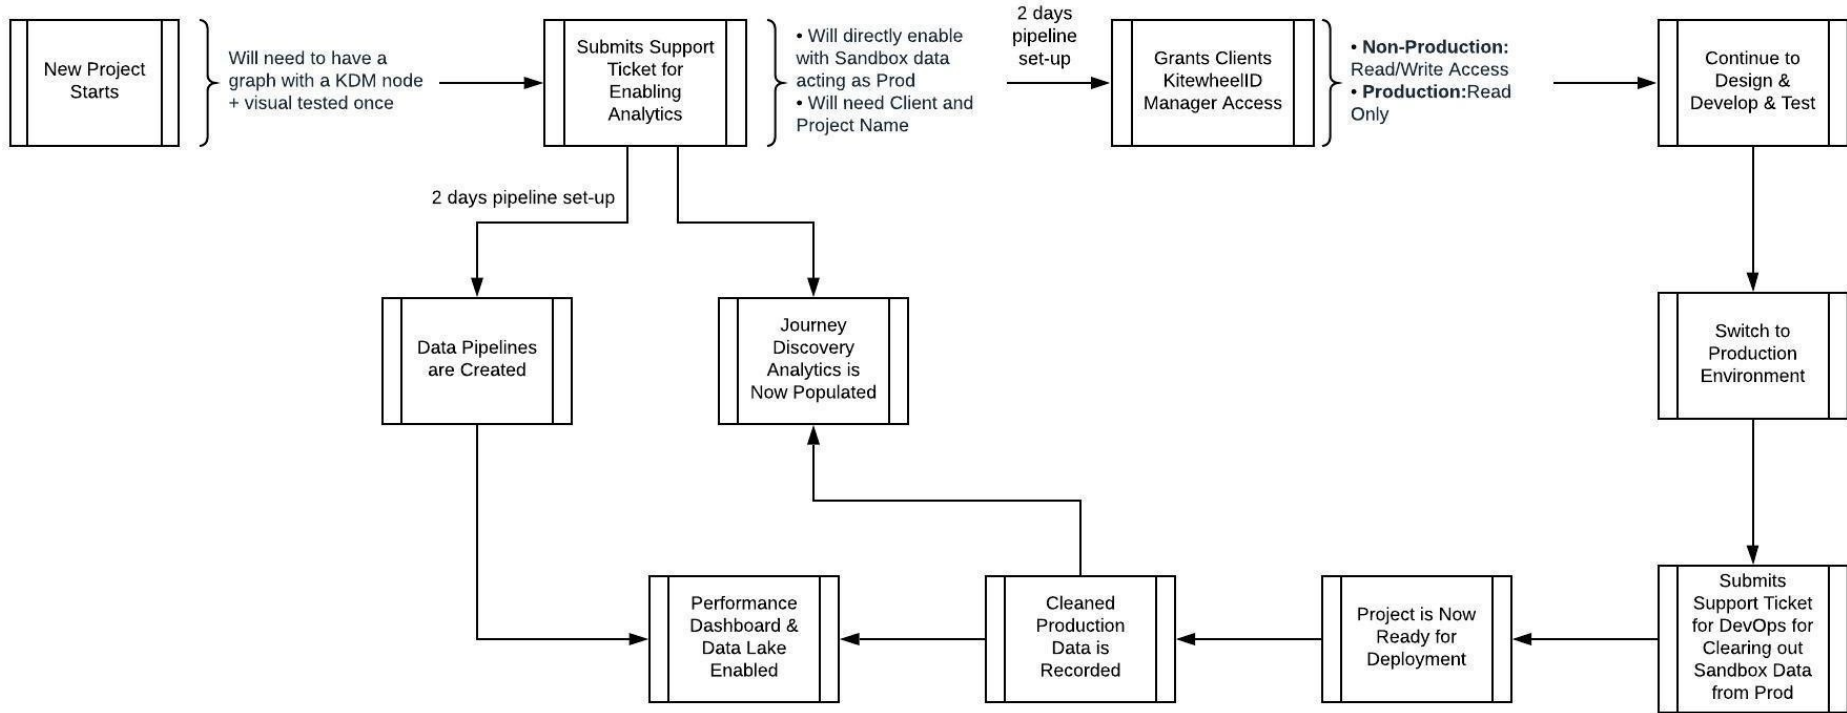 New Project
Starts
Will need to have a
graph with a KDM node
+ visual tested once
Submits Support
Ticket for
Enabling
Analytics
• Will directly enable
with Sandbox data
acting as Prod
• Will need Client and
Project Name
2 days
pipeline
set-up
Grants Clients
KitewheelID
Manager Access
• Non-Production:
Read/Write Access
• Production:Read
Only
Continue to
Design &
Develop & Test
2 days pipeline set-up
Data Pipelines
are Created
Journey
Discovery
Analytics is
Now Populated
Switch to
Production
Environment
Performance
Dashboard &
Data Lake
Enabled
Cleaned
Production
Data is
Recorded
Project is Now
Ready for
Deployment
Submits
Support Ticket
for DevOps for
Clearing out
Sandbox Data
from Prod